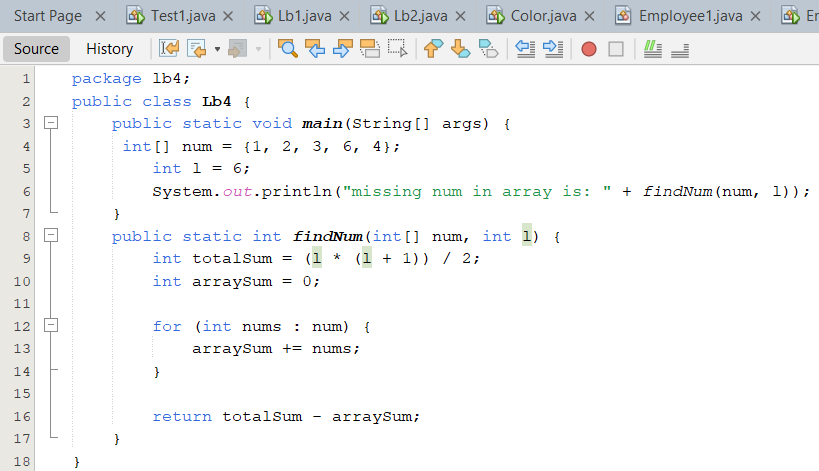 Start Page Test1.java Lb1.java Lb2.java Color.java Employee1.java
Source History
1 package lb4;
2 public class Lb4 {
3 public static void main(String[] args) {
4 int[] num = {1, 2, 3, 6, 4};
5 int l = 6;
6 System.out.println("missing num in array is: " + findNum(num, l));
7 }
8 public static int findNum(int[] num, int l) {
9 int totalSum = (l * (l + 1)) / 2;
10 int arraySum = 0;
11
12 for (int nums : num) {
13 arraySum += nums;
14 }
15
16 return totalSum - arraySum;
17 }
18 }